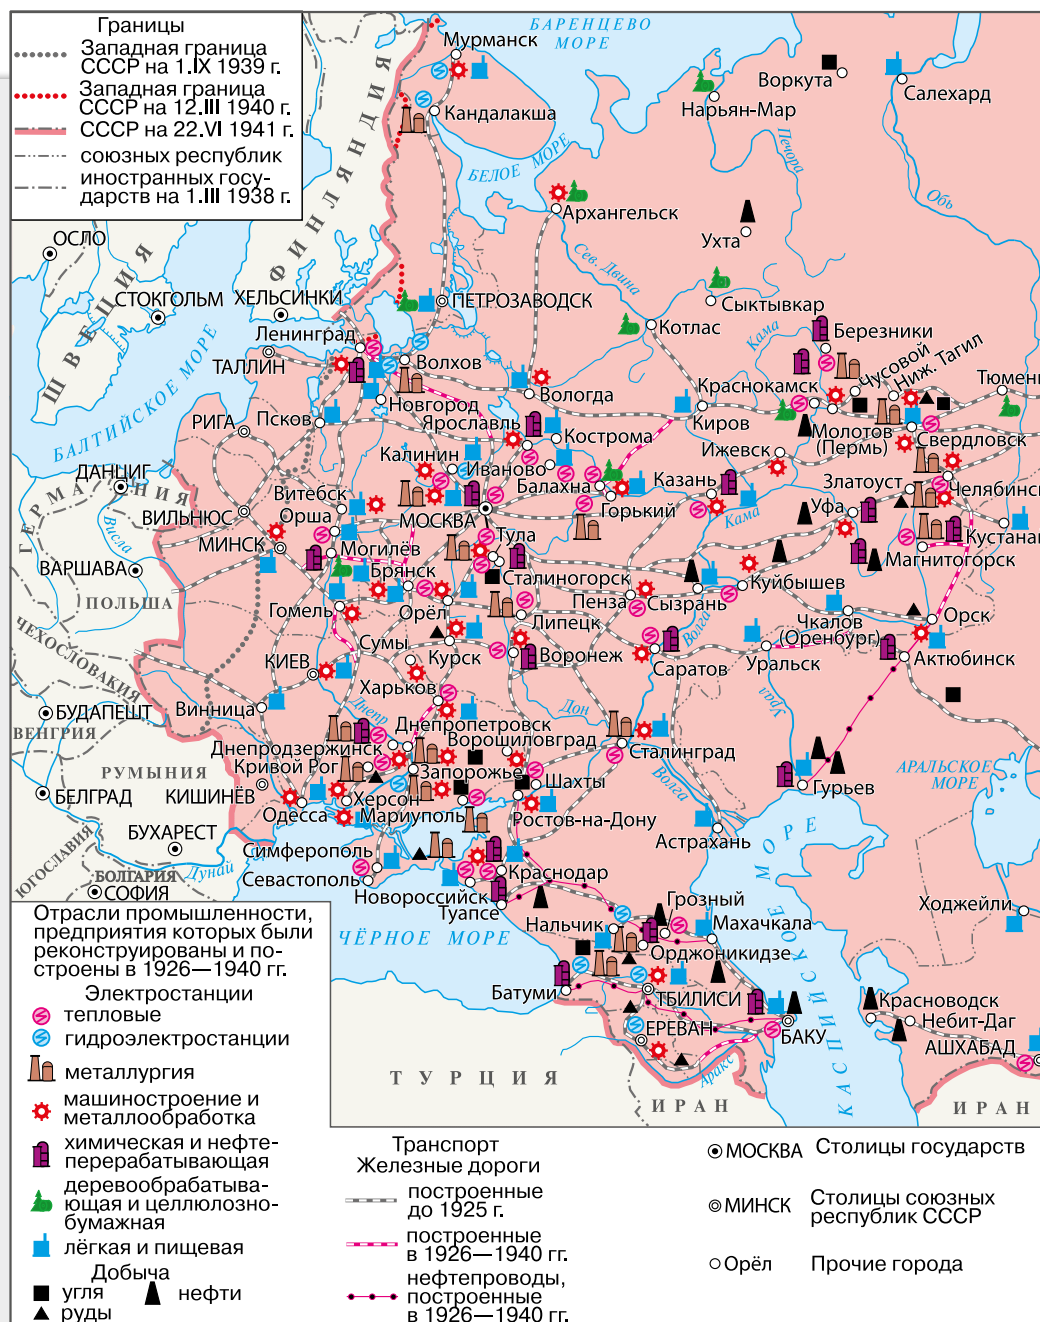 Границы
Западная граница
СССР на 1.IX 1939 г.
Западная граница
СССР на 12.III 1940 г.
СССР на 22.VI 1941 г.
союзных республик
иностранных госу-
дарств на 1.III 1938 г.
БАРЕНЦЕВО
МОРЕ
Мурманск
Воркута
Салехард
Нарьян-Мар
Кандалакша
Печора
Обь
БЕЛОЕ МОРЕ
ФИНЛЯНДИЯ
ШВЕЦИЯ
Архангельск
Ухта
ОСЛО
Сев. Двина
СТОКГОЛЬМ
ХЕЛЬСИНКИ
ПЕТРОЗАВОДСК
Сыктывкар
Котлас
Кама
Березники
Ленинград
ТАЛЛИН
Волхов
БАЛТИЙСКОЕ МОРЕ
Чусовой
Ниж. Тагил
Краснокамск
Тюмень
Новгород
Вологда
Киров
Псков
РИГА
Ярославль
Кострома
Молотов
(Пермь)
Свердловск
Калинин
Иваново
Ижевск
ДАНЦИГ
ГЕРМАНИЯ
Балахна
Казань
Златоуст
Челябинск
Витебск
Горький
Кама
Уфа
ВИЛЬНЮС
Орша
МОСКВА
Кустанай
Висла
МИНСК
Могилёв
Тула
Магнитогорск
ВАРШАВА
Брянск
Сталиногорск
Куйбышев
ПОЛЬША
Гомель
Орёл
Липецк
Пенза
Сызрань
Чкалов
(Оренбург)
Орск
ЧЕХОСЛОВАКИЯ
Сумы
Курск
Воронеж
Волга
Саратов
Уральск
Актюбинск
КИЕВ
Харьков
Урал
БУДАПЕШТ
Винница
Днепр
Дон
ВЕНГРИЯ
Днепропетровск
Днепродзержинск
Ворошиловград
Сталинград
РУМЫНИЯ
Кривой Рог
Запорожье
Шахты
Волга
АРАЛЬСКОЕ
МОРЕ
БЕЛГРАД
КИШИНЁВ
Херсон
Гурьев
Одесса
Мариуполь
Ростов-на-Дону
БУХАРЕСТ
Астрахань
ЮГОСЛАВИЯ
Симферополь
Дунай
БОЛГАРИЯ
СОФИЯ
Севастополь
Краснодар
Новороссийск
Туапсе
Грозный
Ходжейли
Нальчик
Махачкала
ЧЁРНОЕ МОРЕ
Орджоникидзе
КАСПИЙСКОЕ МОРЕ
Батуми
ТБИЛИСИ
Красноводск
Небит-Даг
ЕРЕВАН
БАКУ
АШХАБАД
Аракс
ТУРЦИЯ
ИРАН
ИРАН
Отрасли промышленности,
предприятия которых были
реконструированы и по-
строены в 1926—1940 гг.
Электростанции
тепловые
гидроэлектростанции
металлургия
машиностроение и
металлообработка
химическая и нефте-
перерабатывающая
деревообрабатыва-
ющая и целлюлозно-
бумажная
лёгкая и пищевая
Добыча
угля
нефти
руды
Транспорт
Железные дороги
построенные
до 1925 г.
построенные
в 1926—1940 гг.
нефтепроводы,
построенные
в 1926—1940 гг.
МОСКВА Столицы государств
МИНСК Столицы союзных
республик СССР
Орёл Прочие города